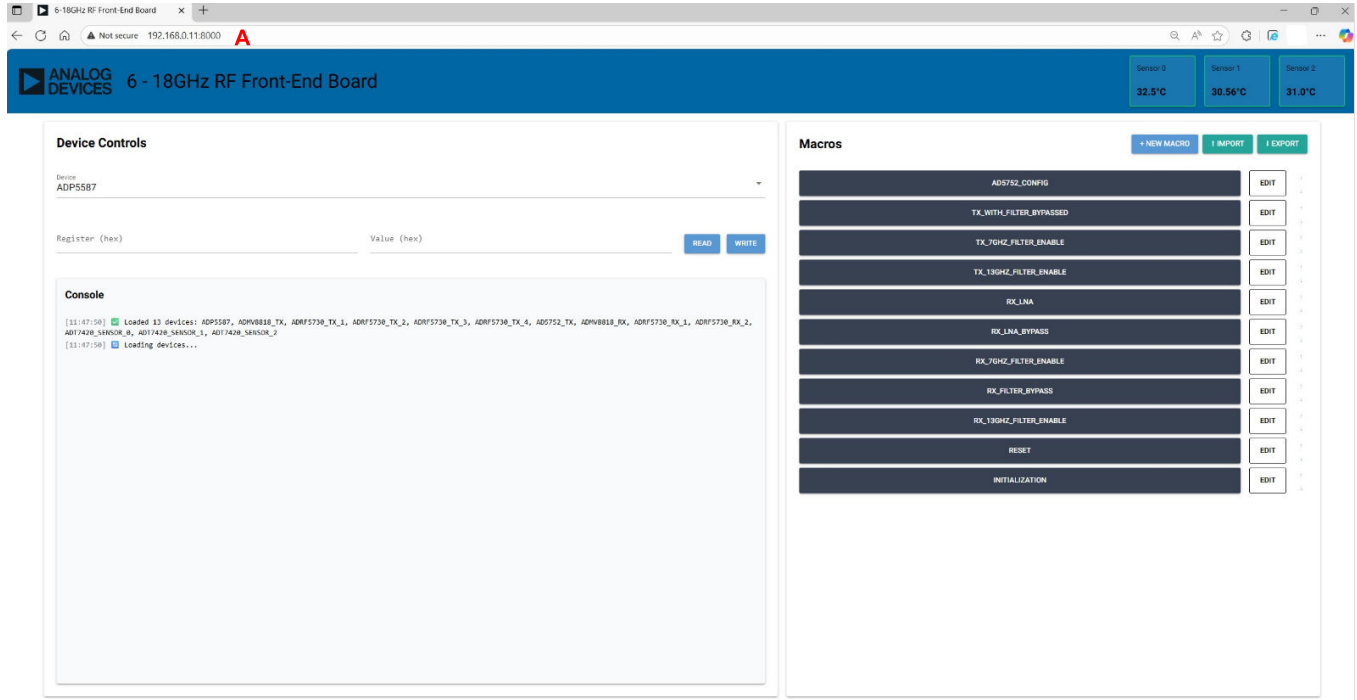 6-18GHz RF Front-End Board
Not secure 192.168.0.11:8000 A
ANALOG DEVICES 6 - 18GHz RF Front-End Board
Sensor 0 Sensor 1 Sensor 2
32.5°C 30.56°C 31.0°C
Device Controls
Device
ADP5587
Register (hex) Value (hex) READ WRITE
Console
[11:47:50] Loaded 13 devices: ADP5587, ADMV8818_TX, ADRF5730_TX_1, ADRF5730_TX_2, ADRF5730_TX_3, ADRF5730_TX_4, AD5752_TX, ADMV8818_RX, ADRF5730_RX_1, ADRF5730_RX_2,
ADT7420_SENSOR_0, ADT7420_SENSOR_1, ADT7420_SENSOR_2
[11:47:50] Loading devices...
Macros + NEW MACRO IMPORT EXPORT
AD5752_CONFIG EDIT
TX_WITH_FILTER_BYPASSED EDIT
TX_7GHZ_FILTER_ENABLE EDIT
TX_13GHZ_FILTER_ENABLE EDIT
RX_LNA EDIT
RX_LNA_BYPASS EDIT
RX_7GHZ_FILTER_ENABLE EDIT
RX_FILTER_BYPASS EDIT
RX_13GHZ_FILTER_ENABLE EDIT
RESET EDIT
INITIALIZATION EDIT